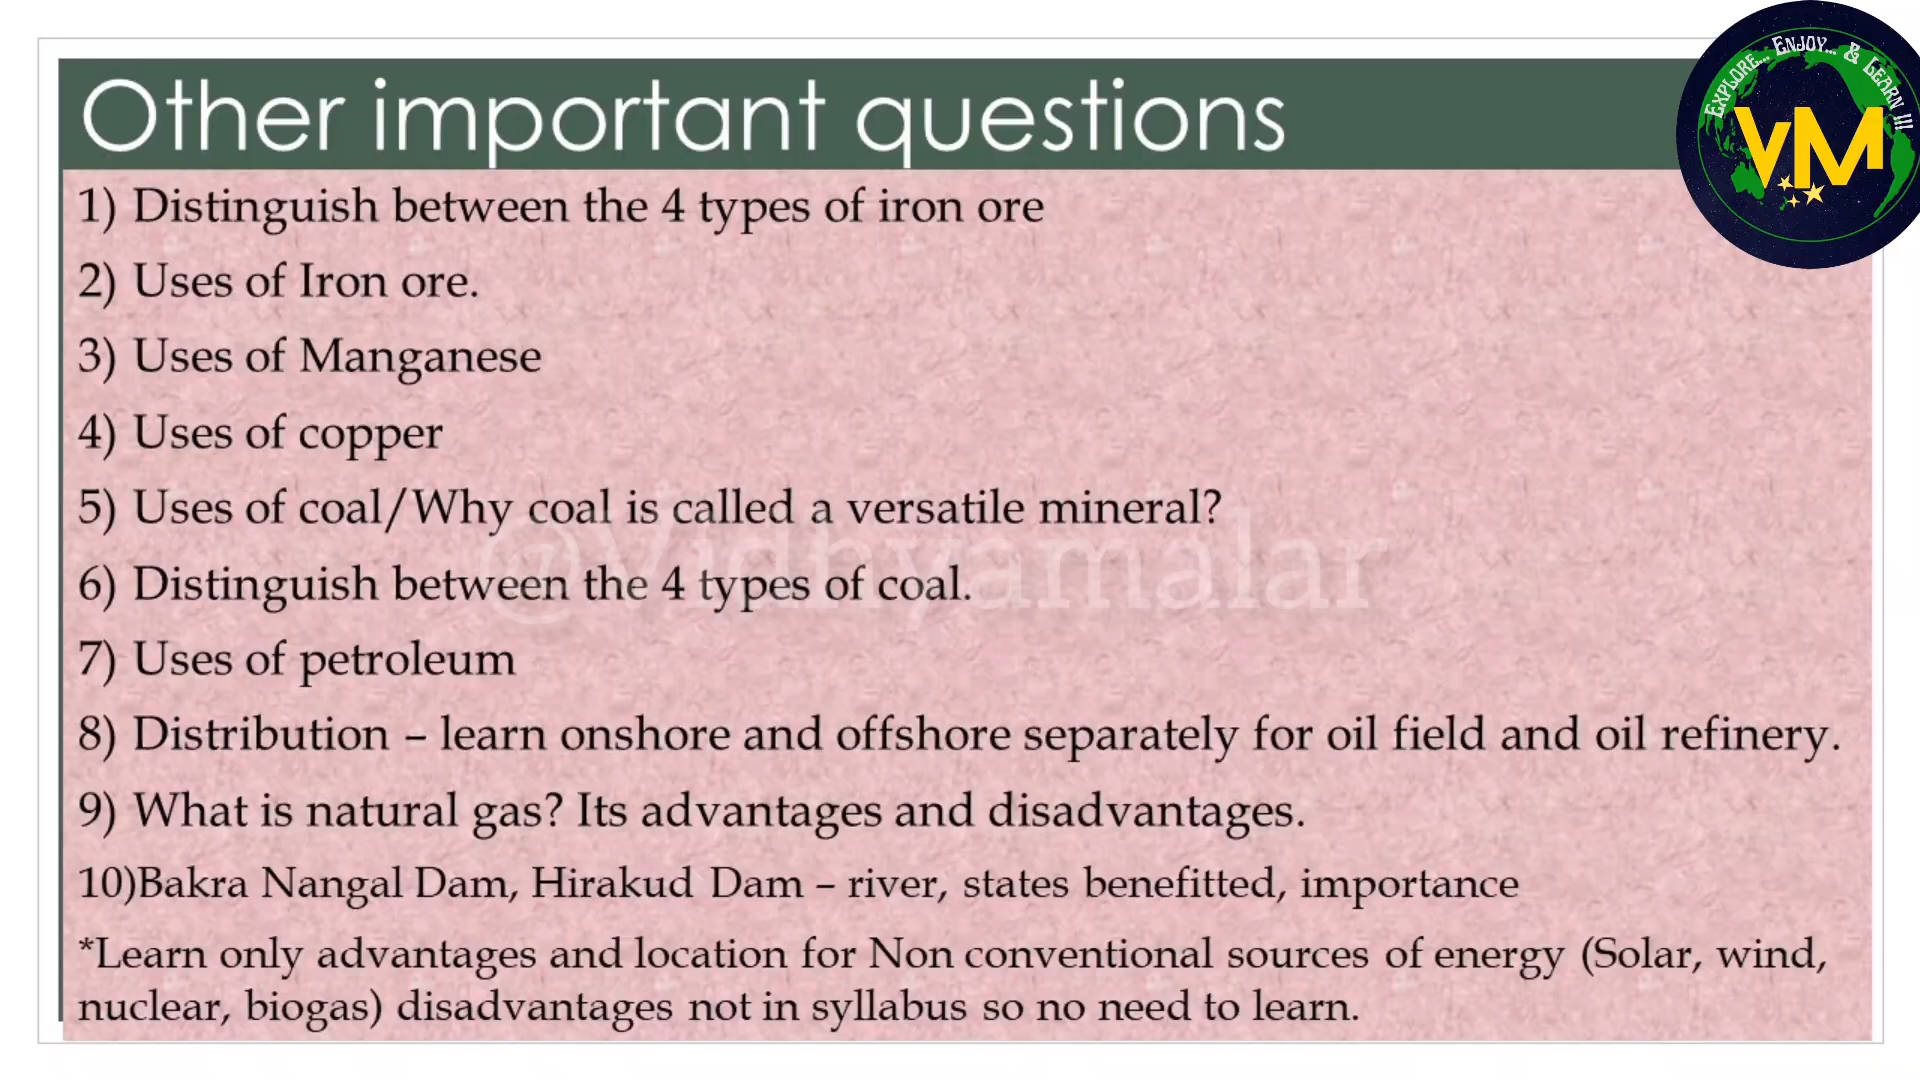 EXPLORE... ENJOY... & LEARN !!!
VM
Other important questions
1) Distinguish between the 4 types of iron ore
2) Uses of Iron ore.
3) Uses of Manganese
4) Uses of copper
5) Uses of coal/Why coal is called a versatile mineral?
@Vidhyamalar
6) Distinguish between the 4 types of coal.
7) Uses of petroleum
8) Distribution – learn onshore and offshore separately for oil field and oil refinery.
9) What is natural gas? Its advantages and disadvantages.
10)Bakra Nangal Dam, Hirakud Dam – river, states benefitted, importance
*Learn only advantages and location for Non conventional sources of energy (Solar, wind,
nuclear, biogas) disadvantages not in syllabus so no need to learn.